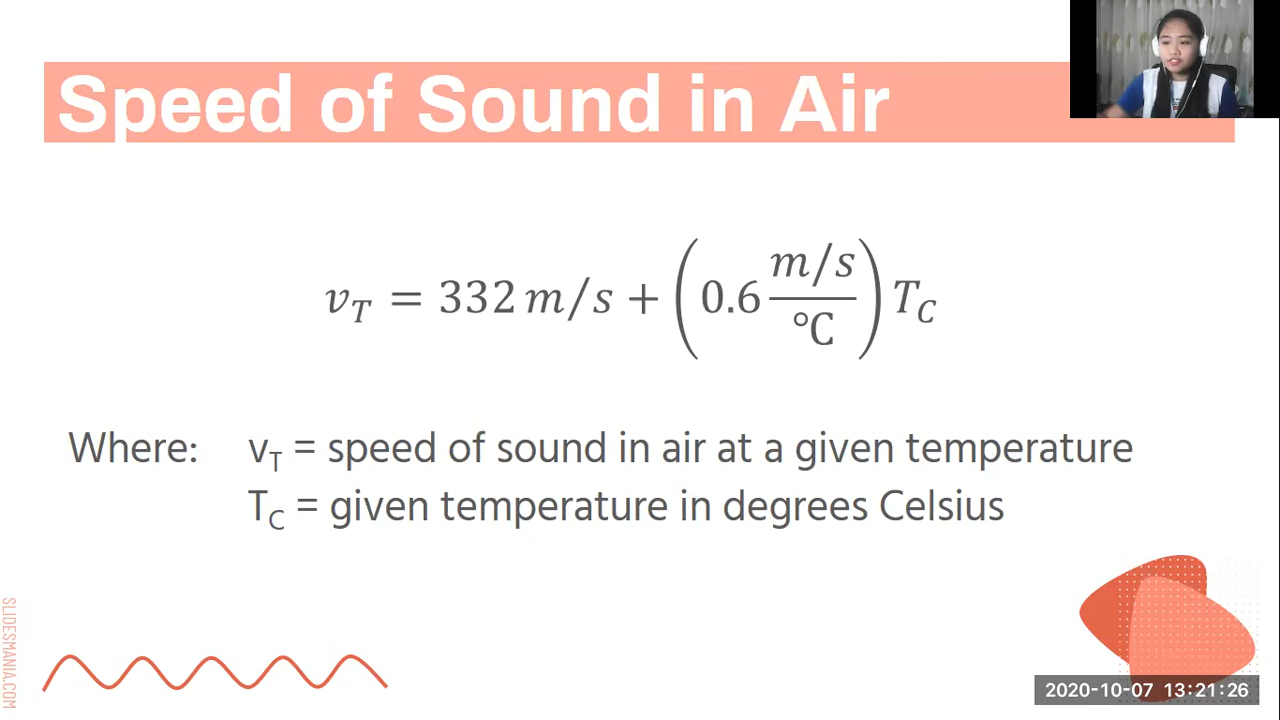 Speed of Sound in Air
v_T = 332 m/s + (0.6 (m/s)/°C) T_C
Where: v_T = speed of sound in air at a given temperature
T_C = given temperature in degrees Celsius
SLIDESMANIA.COM
2020-10-07 13:21:26